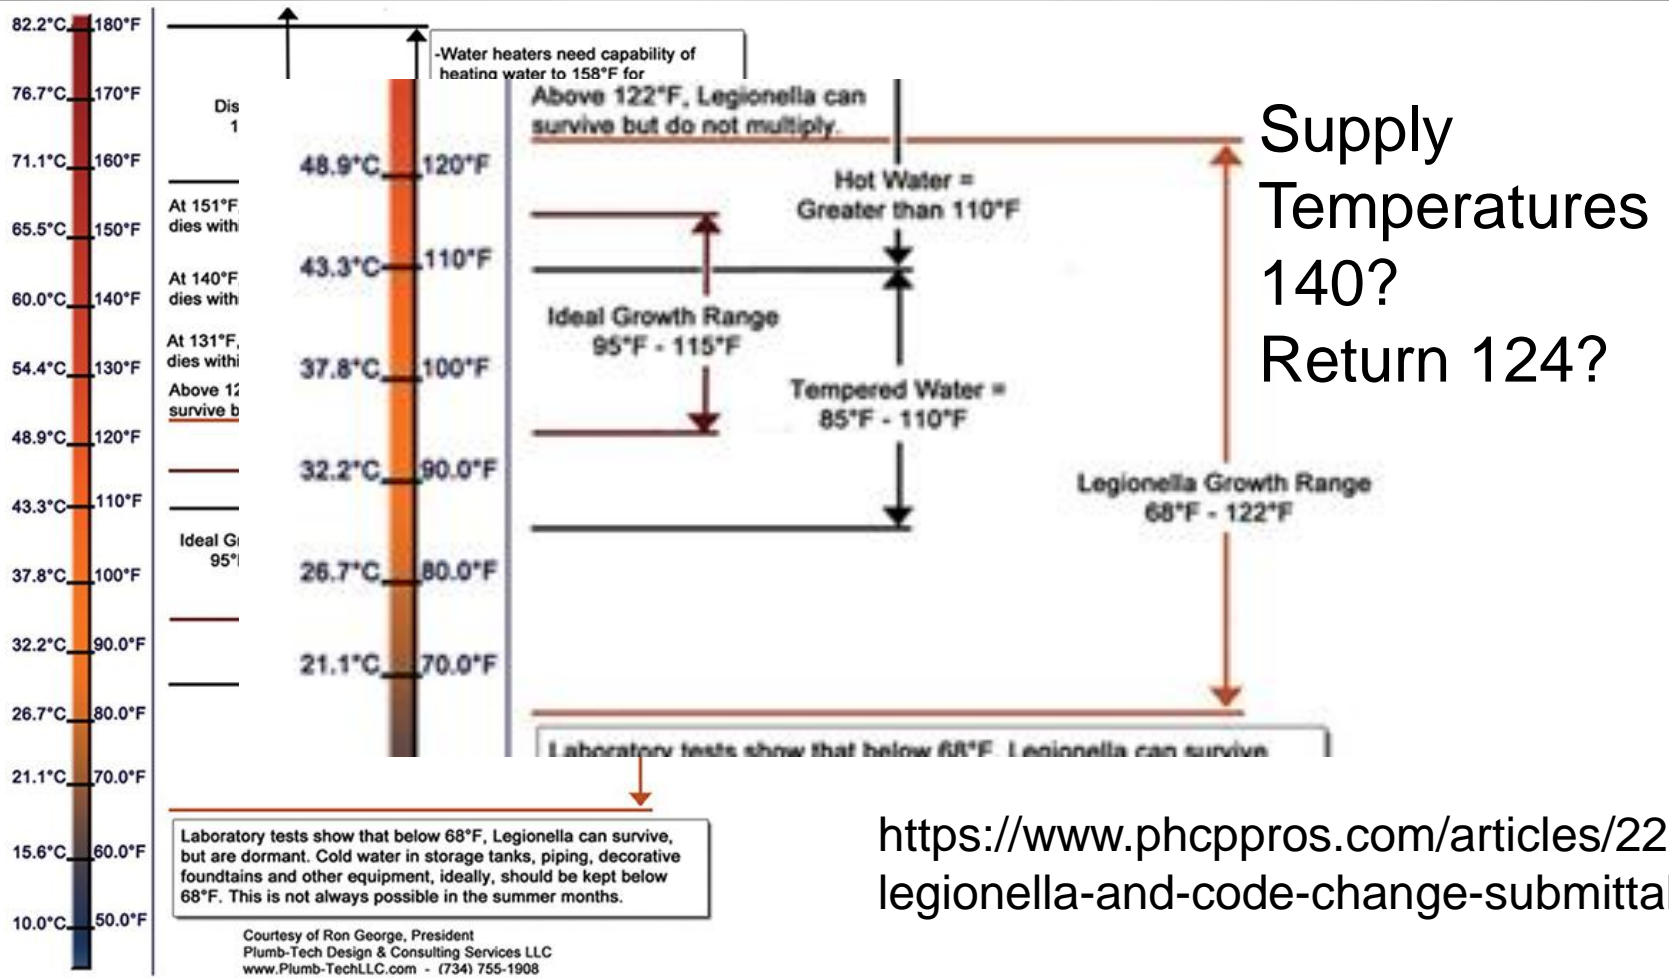 82.2°C 180°F
76.7°C 170°F
71.1°C 160°F
65.5°C 150°F
60.0°C 140°F
54.4°C 130°F
48.9°C 120°F
43.3°C 110°F
37.8°C 100°F
32.2°C 90.0°F
26.7°C 80.0°F
21.1°C 70.0°F
15.6°C 60.0°F
10.0°C 50.0°F
-Water heaters need capability of
heating water to 158°F for
Dis
1
At 151°F,
dies with
At 140°F
dies with
At 131°F,
dies withi
Above 12
survive b
Ideal Gr
95°
48.9°C 120°F
43.3°C 110°F
37.8°C 100°F
32.2°C 90.0°F
26.7°C 80.0°F
21.1°C 70.0°F
Above 122°F, Legionella can
survive but do not multiply.
Hot Water =
Greater than 110°F
Ideal Growth Range
95°F - 115°F
Tempered Water =
85°F - 110°F
Legionella Growth Range
68°F - 122°F
Laboratory tests show that below 68°F, Legionella can survive
Supply
Temperatures
140?
Return 124?
Laboratory tests show that below 68°F, Legionella can survive,
but are dormant. Cold water in storage tanks, piping, decorative
foundtains and other equipment, ideally, should be kept below
68°F. This is not always possible in the summer months.
Courtesy of Ron George, President
Plumb-Tech Design & Consulting Services LLC
www.Plumb-TechLLC.com - (734) 755-1908
https://www.phcppros.com/articles/22
legionella-and-code-change-submittal